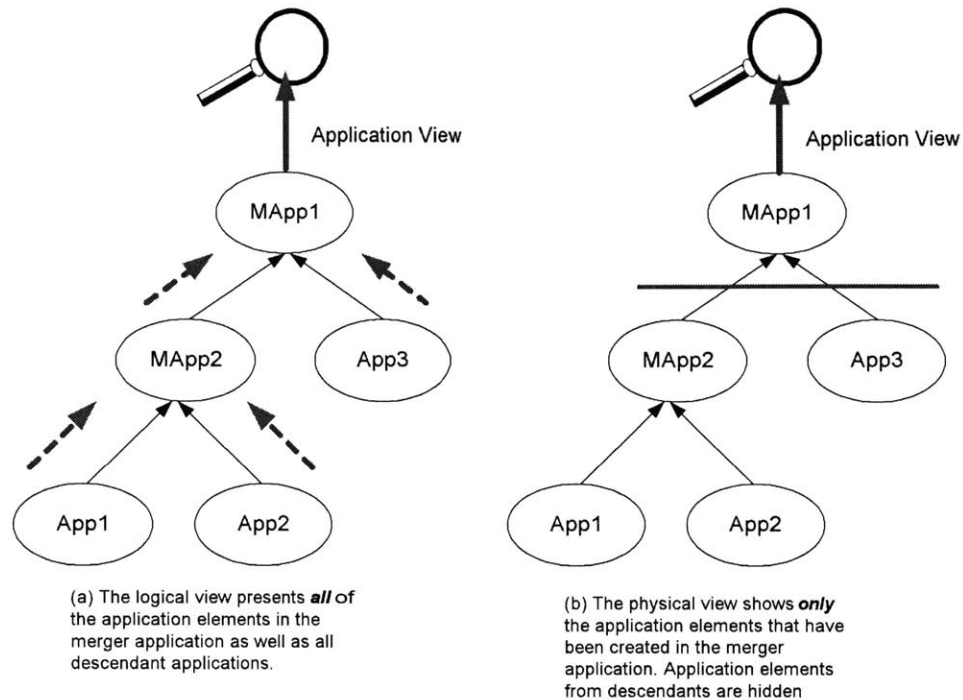 Application View
MApp1
MApp2
App3
App1
App2
(a) The logical view presents all of
the application elements in the
merger application as well as all
descendant applications.
Application View
MApp1
MApp2
App3
App1
App2
(b) The physical view shows only
the application elements that have
been created in the merger
application. Application elements
from descendants are hidden